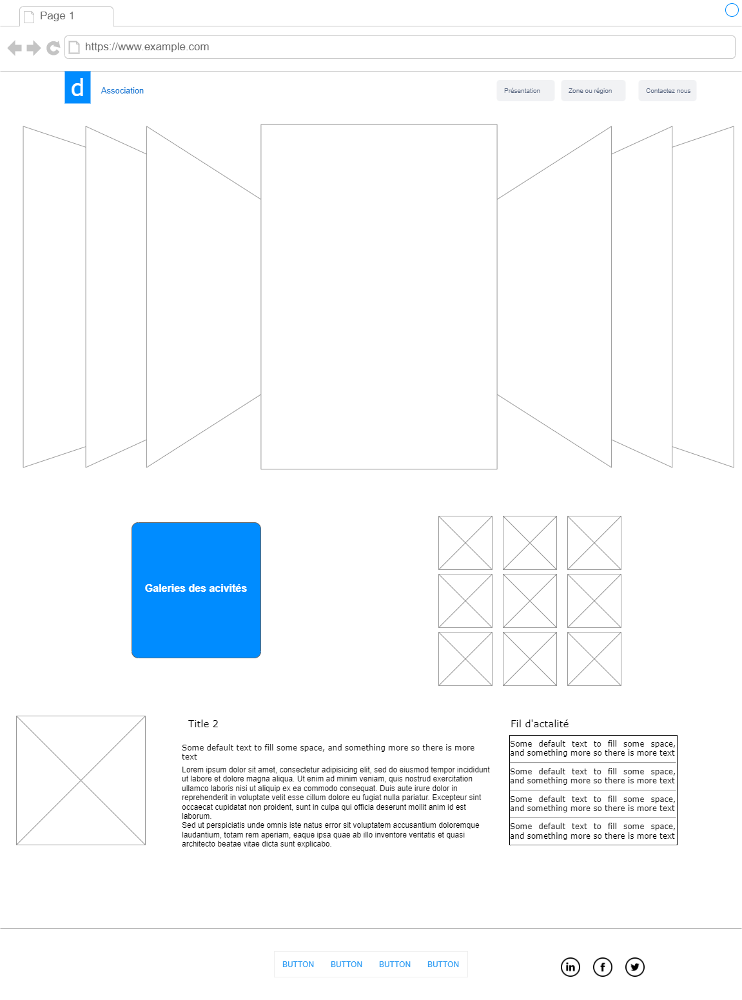 Page 1
https://www.example.com
d
Association
Présentation
Zone ou région
Contactez nous
Galeries des acivités
Title 2
Some default text to fill some space, and something more so there is more
text
Lorem ipsum dolor sit amet, consectetur adipisicing elit, sed do eiusmod tempor incididunt
ut labore et dolore magna aliqua. Ut enim ad minim veniam, quis nostrud exercitation
ullamco laboris nisi ut aliquip ex ea commodo consequat. Duis aute irure dolor in
reprehenderit in voluptate velit esse cillum dolore eu fugiat nulla pariatur. Excepteur sint
occaecat cupidatat non proident, sunt in culpa qui officia deserunt mollit anim id est
laborum.
Sed ut perspiciatis unde omnis iste natus error sit voluptatem accusantium doloremque
laudantium, totam rem aperiam, eaque ipsa quae ab illo inventore veritatis et quasi
architecto beatae vitae dicta sunt explicabo.
Fil d'actalité
Some default text to fill some space,
and something more so there is more text
Some default text to fill some space,
and something more so there is more text
Some default text to fill some space,
and something more so there is more text
Some default text to fill some space,
and something more so there is more text
BUTTON
BUTTON
BUTTON
BUTTON
in
f